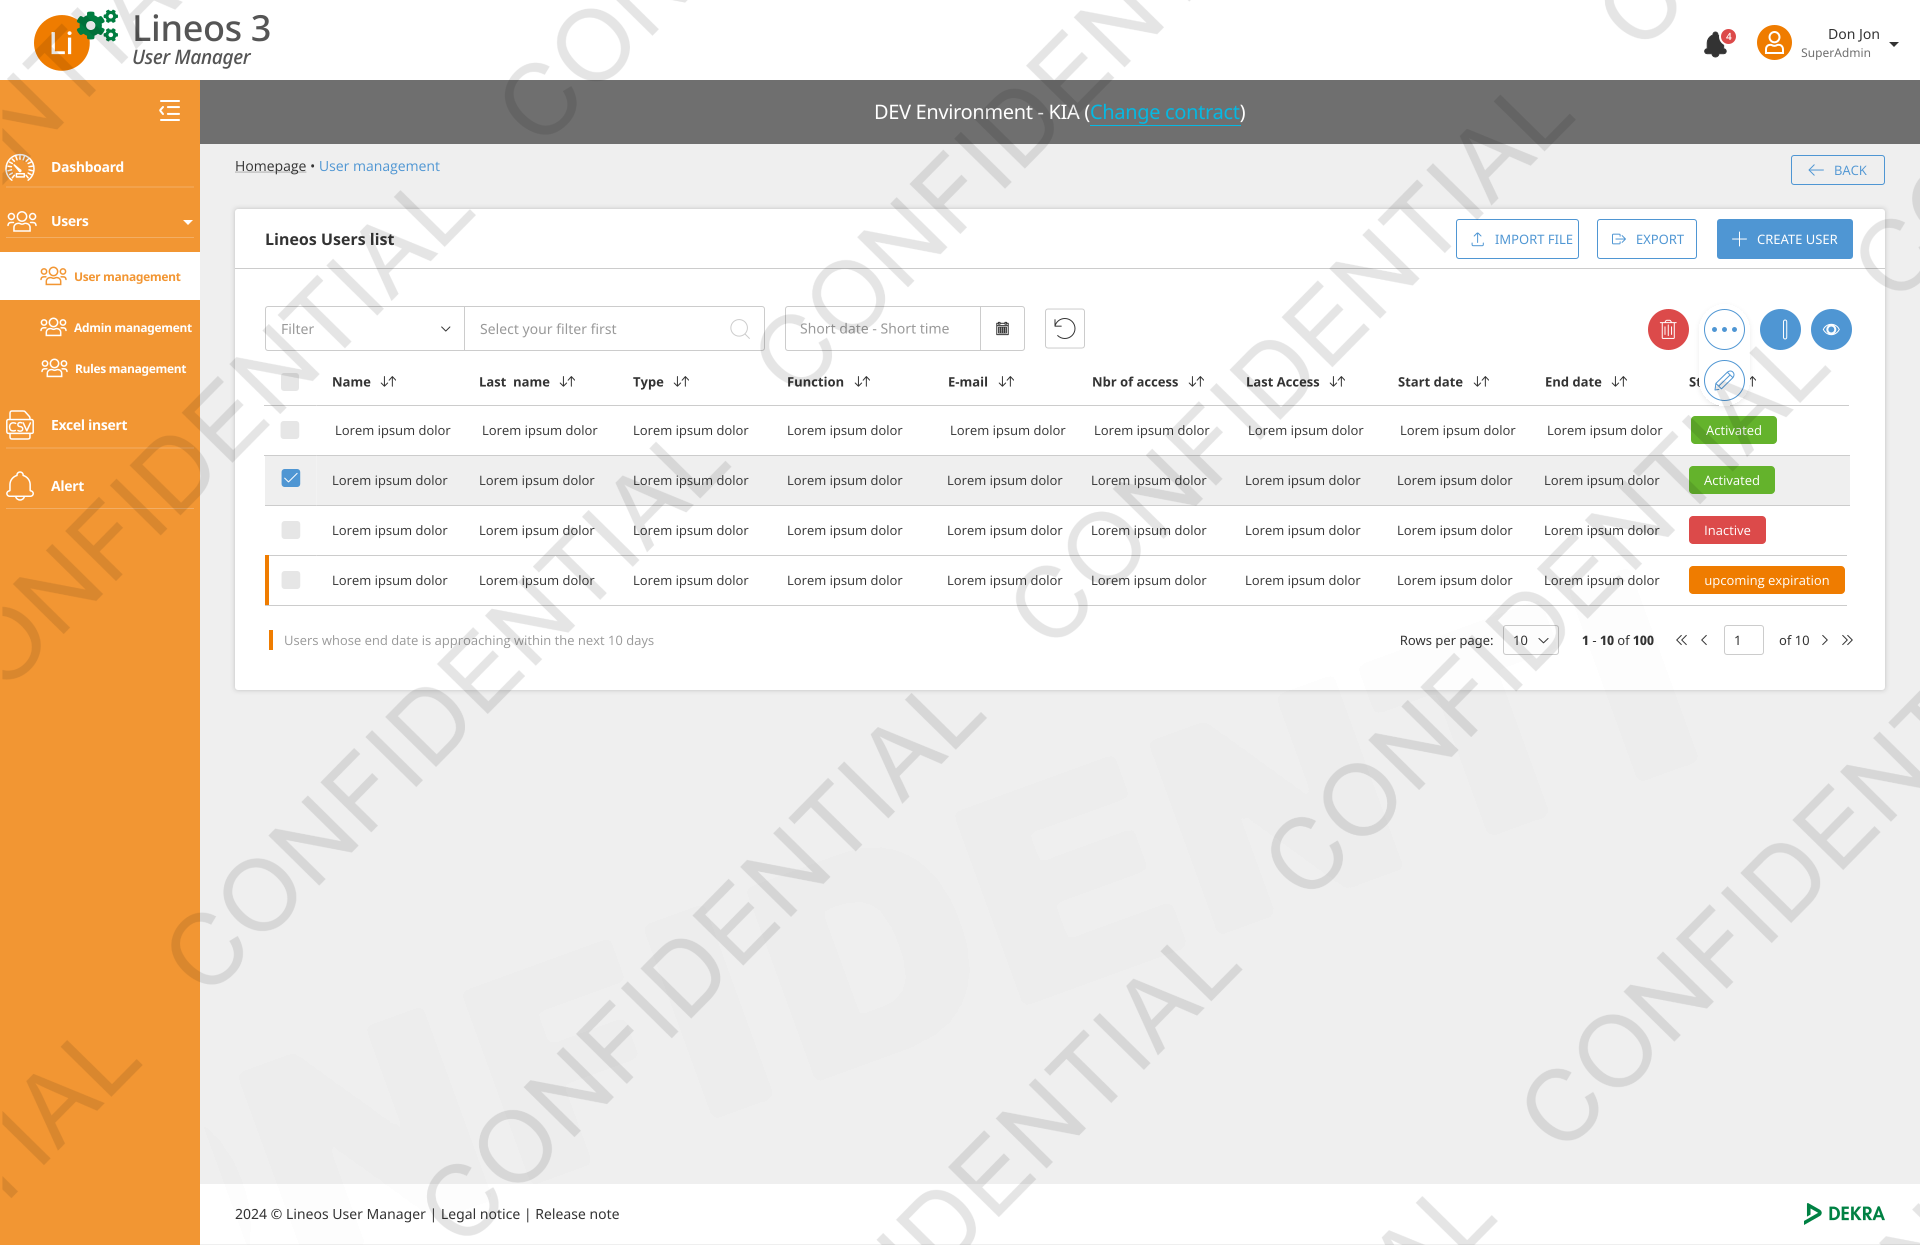 Li
Lineos 3
User Manager
4
Don Jon
SuperAdmin
DEV Environment - KIA (Change contract)
Dashboard
Users
User management
Admin management
Rules management
CSV
Excel insert
Alert
Homepage • User management
BACK
Lineos Users list
IMPORT FILE
EXPORT
CREATE USER
Filter
Select your filter first
Short date - Short time
Name
Last name
Type
Function
E-mail
Nbr of access
Last Access
Start date
End date
Lorem ipsum dolor Lorem ipsum dolor Lorem ipsum dolor Lorem ipsum dolor Lorem ipsum dolor Lorem ipsum dolor Lorem ipsum dolor Lorem ipsum dolor Lorem ipsum dolor Activated
Lorem ipsum dolor Lorem ipsum dolor Lorem ipsum dolor Lorem ipsum dolor Lorem ipsum dolor Lorem ipsum dolor Lorem ipsum dolor Lorem ipsum dolor Lorem ipsum dolor Activated
Lorem ipsum dolor Lorem ipsum dolor Lorem ipsum dolor Lorem ipsum dolor Lorem ipsum dolor Lorem ipsum dolor Lorem ipsum dolor Lorem ipsum dolor Lorem ipsum dolor Inactive
Lorem ipsum dolor Lorem ipsum dolor Lorem ipsum dolor Lorem ipsum dolor Lorem ipsum dolor Lorem ipsum dolor Lorem ipsum dolor Lorem ipsum dolor Lorem ipsum dolor upcoming expiration
Users whose end date is approaching within the next 10 days
Rows per page: 10 1 - 10 of 100 1 of 10
2024 © Lineos User Manager | Legal notice | Release note
DEKRA
CONFIDENTIAL
CONFIDENTIAL
CONFIDENTIAL
CONFIDENTIAL
CONFIDENTIAL
CONFIDENTIAL
CONFIDENTIAL